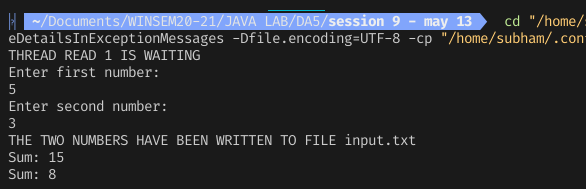 ~/Documents/WINSEM20-21/JAVA LAB/DA5/session 9 - may 13 cd "/home/s
eDetailsInExceptionMessages -Dfile.encoding=UTF-8 -cp "/home/subham/.con
THREAD READ 1 IS WAITING
Enter first number:
5
Enter second number:
3
THE TWO NUMBERS HAVE BEEN WRITTEN TO FILE input.txt
Sum: 15
Sum: 8